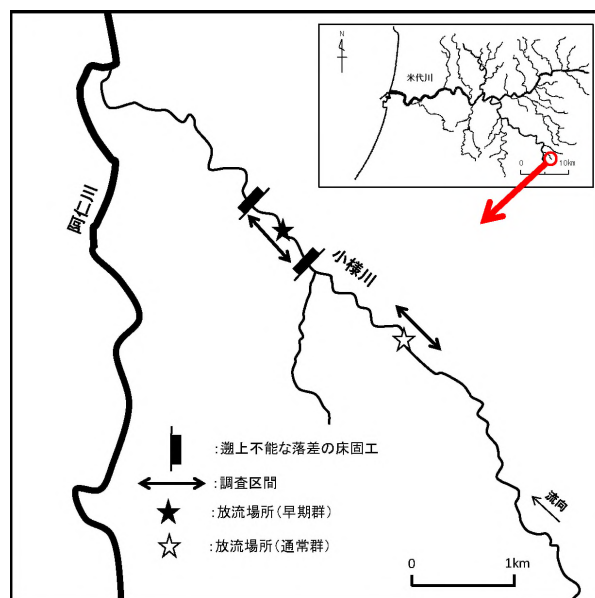 N
米代川
0 10km
阿仁川
小様川
:遡上不能な落差の床固工
:調査区間
:放流場所(早期群)
:放流場所(通常群)
流向
0 1km